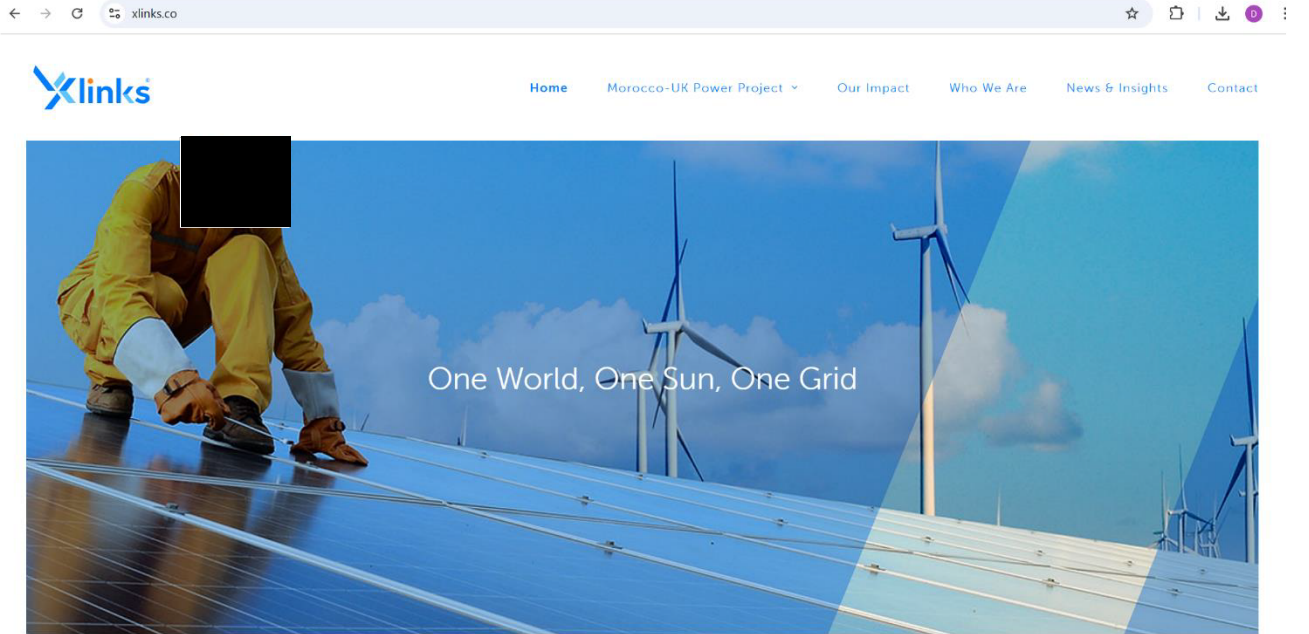 xlinks.co
D
Xlinks
Home Morocco-UK Power Project Our Impact Who We Are News & Insights Contact
One World, One Sun, One Grid